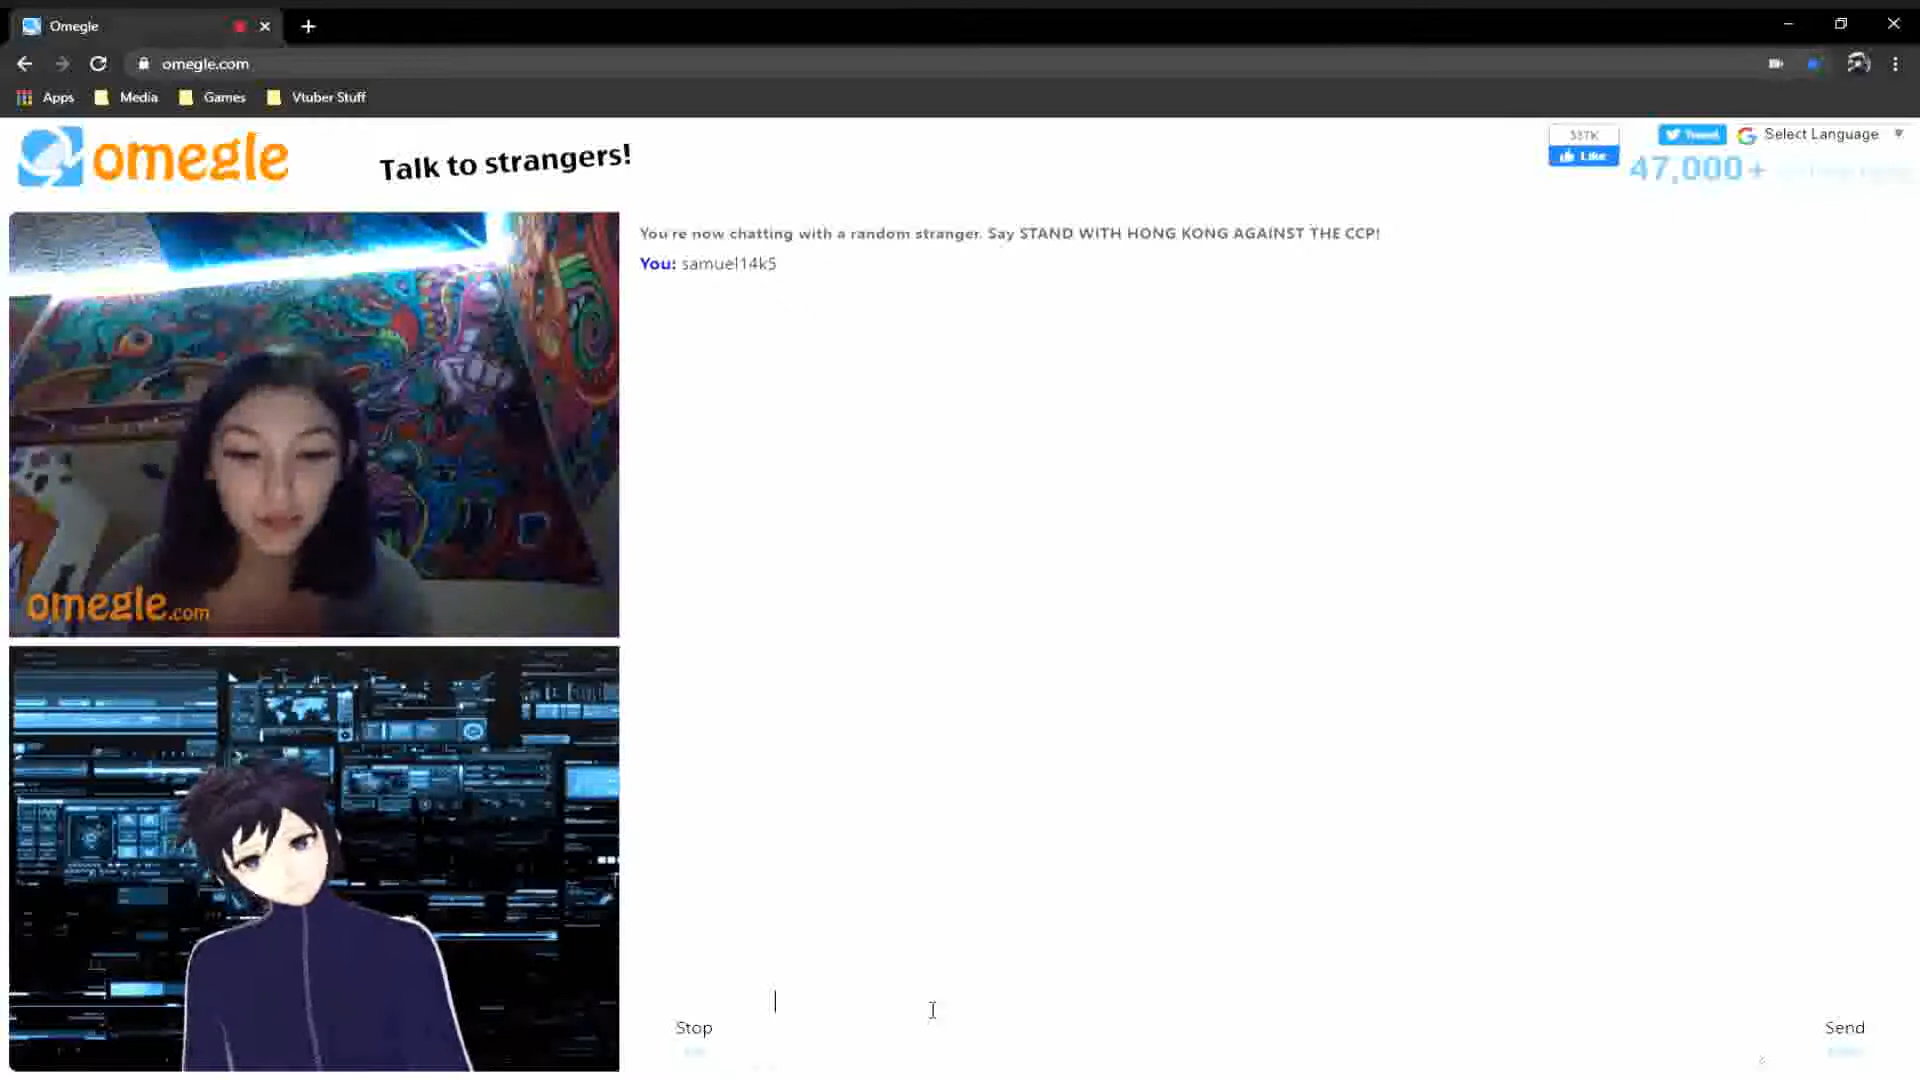 Omegle
omegle.com
Apps
Media
Games
Vtuber Stuff
omegle
Talk to strangers!
337K
Like
Tweet
Select Language
47,000+
You're now chatting with a random stranger. Say STAND WITH HONG KONG AGAINST THE CCP!
You: samuel14k5
omegle.com
Stop
Send